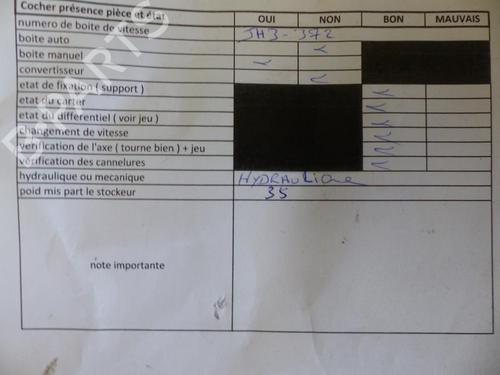 Cocher présence pièce et état OUI NON BON MAUVAIS
numero de boite de vitesse JH3-372
boite auto
boite manuel
convertisseur
etat de fixation ( support )
etat du carter
etat du différentiel ( voir jeu )
changement de vitesse
verification de l'axe ( tourne bien ) + jeu
vérification des cannelures
hydraulique ou mecanique HYDRAULIQUE
poid mis part le stockeur 35
note importante